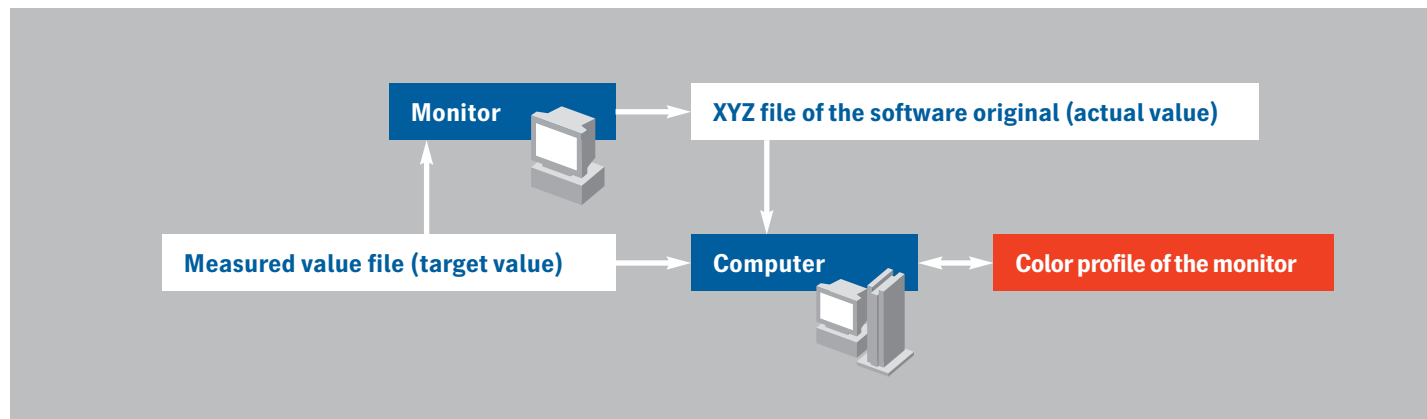 Monitor
XYZ file of the software original (actual value)
Measured value file (target value)
Computer
Color profile of the monitor